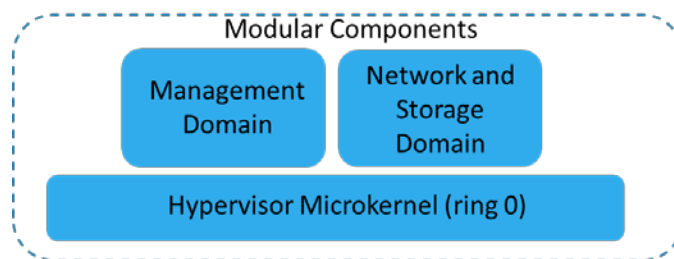 Modular Components
Management
Domain
Network and
Storage
Domain
Hypervisor Microkernel (ring 0)